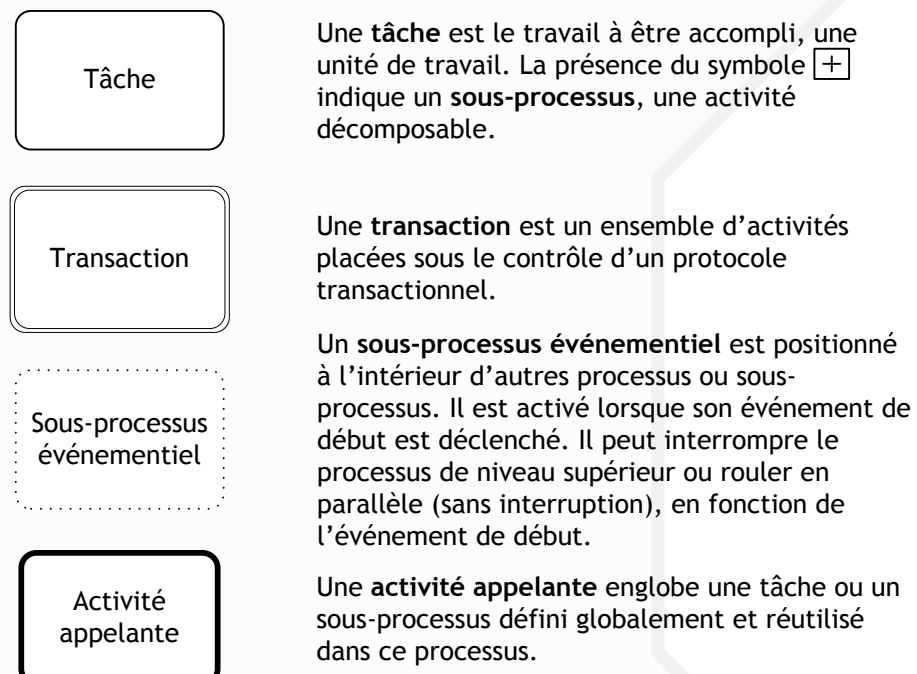 Tâche
Une tâche est le travail à être accompli, une
unité de travail. La présence du symbole +
indique un sous-processus, une activité
décomposable.
Transaction
Une transaction est un ensemble d’activités
placées sous le contrôle d’un protocole
transactionnel.
Sous-processus
événementiel
Un sous-processus événementiel est positionné
à l’intérieur d’autres processus ou sous-
processus. Il est activé lorsque son événement de
début est déclenché. Il peut interrompre le
processus de niveau supérieur ou rouler en
parallèle (sans interruption), en fonction de
l’événement de début.
Activité
appelante
Une activité appelante englobe une tâche ou un
sous-processus défini globalement et réutilisé
dans ce processus.